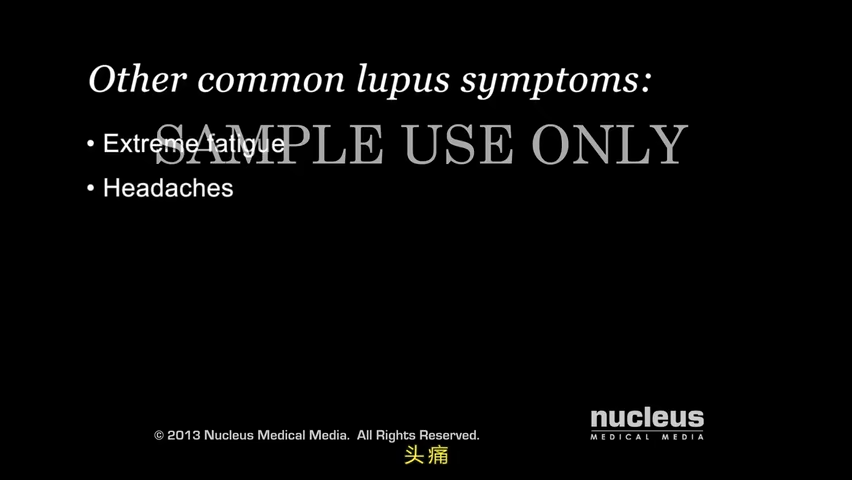 Other common lupus symptoms:
SAMPLE USE ONLY
• Extreme fatigue
• Headaches
nucleus
MEDICAL MEDIA
© 2013 Nucleus Medical Media. All Rights Reserved.
头痛